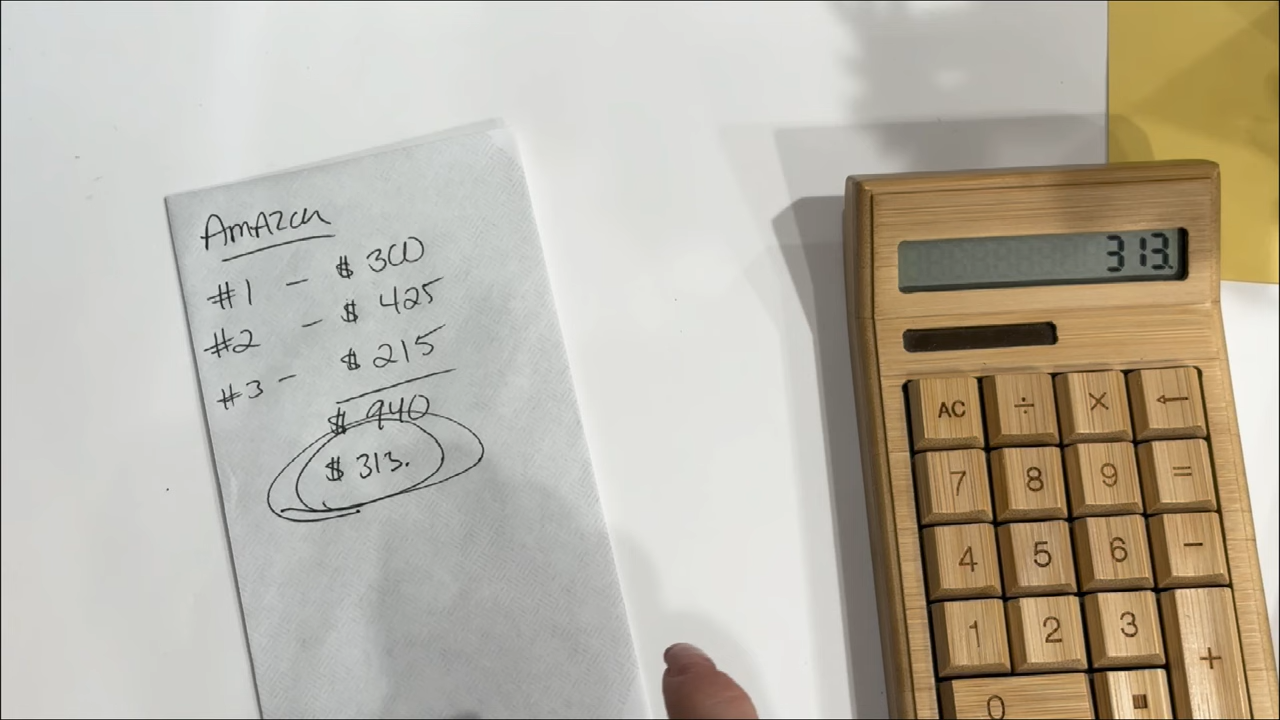 AMAZON
#1 - $ 300
#2 - $ 425
#3 - $ 215
$ 940
$ 313.
313.
AC ÷ × ←
7 8 9 =
4 5 6 −
1 2 3 +
0 .